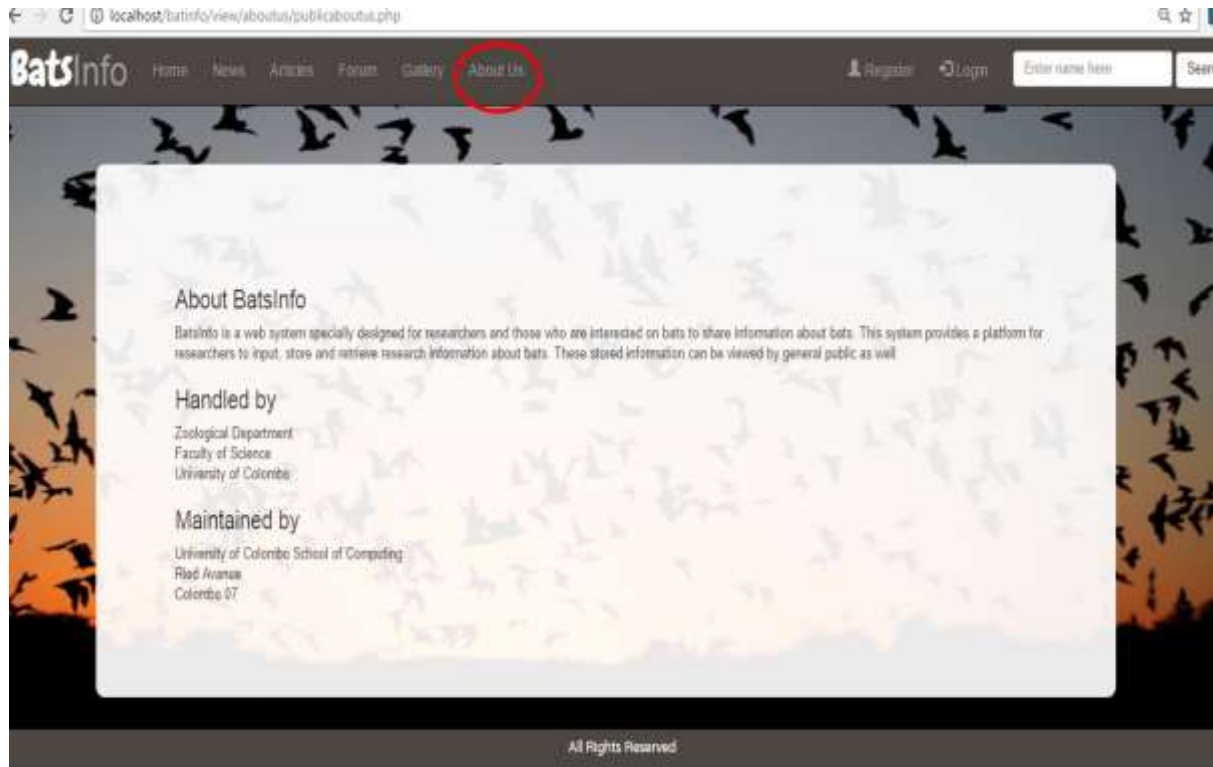 localhost/batinfo/view/aboutus/publicaboutus.php
BatsInfo Home News Articles Forum Gallery About Us Register Login Enter name here Sear
About BatsInfo
BatsInfo is a web system specially designed for researchers and those who are interested on bats to share information about bats. This system provides a platform for
researchers to input, store and retrieve research information about bats. These stored information can be viewed by general public as well
Handled by
Zoological Department
Faculty of Science
University of Colombo
Maintained by
University of Colombo School of Computing
Ried Avanue
Colombo 07
All Rights Reserved